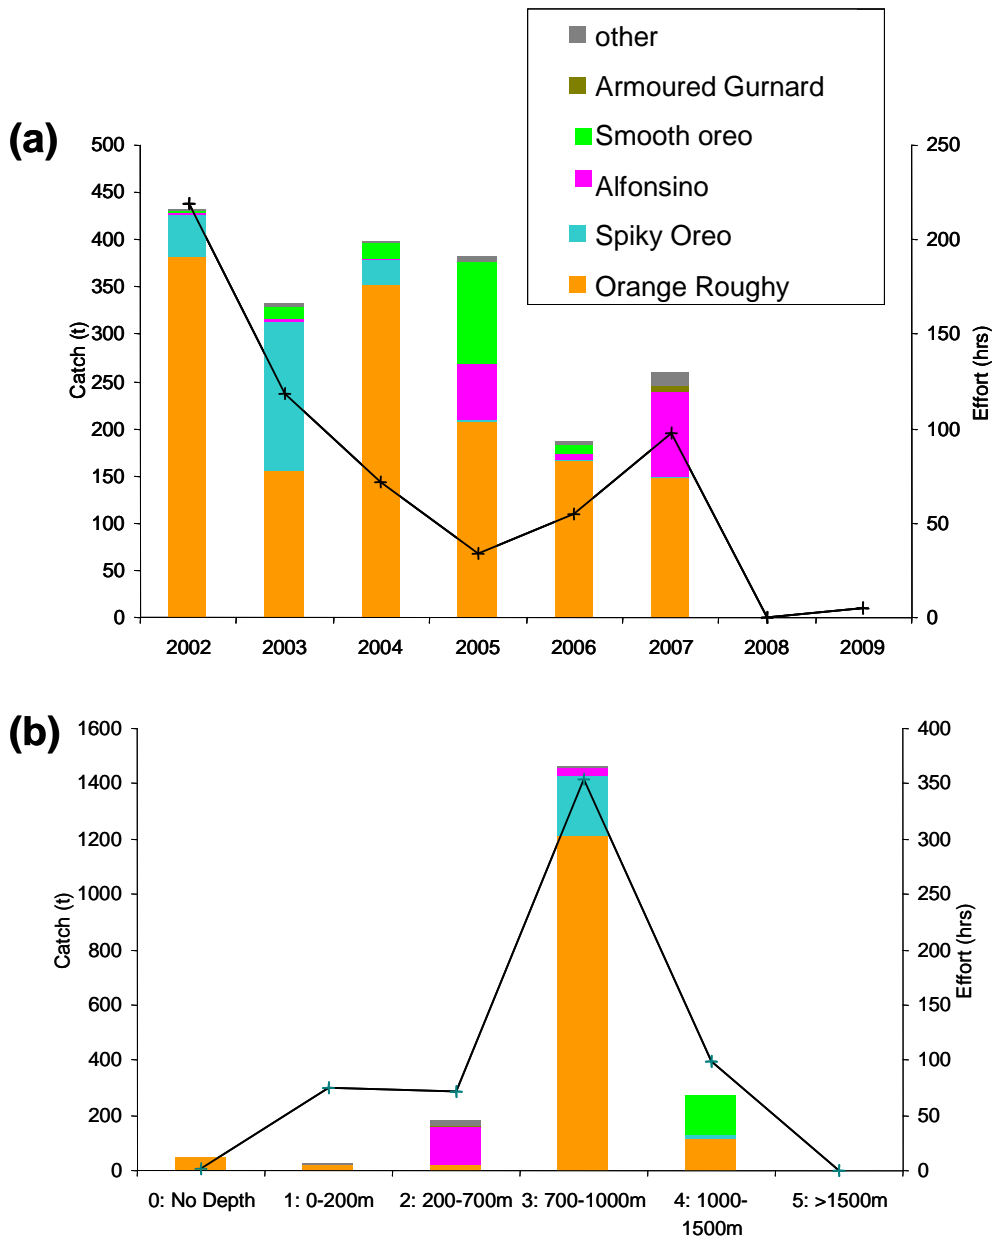 other
Armoured Gurnard
Smooth oreo
Alfonsino
Spiky Oreo
Orange Roughy
(a)
500
450
400
350
300
250
200
150
100
50
0
Catch (t)
250
200
150
100
50
0
Effort (hrs)
2002 2003 2004 2005 2006 2007 2008 2009
(b)
1600
1400
1200
1000
800
600
400
200
0
Catch (t)
400
350
300
250
200
150
100
50
0
Effort (hrs)
0: No Depth 1: 0-200m 2: 200-700m 3: 700-1000m 4: 1000- 5: >1500m
1500m